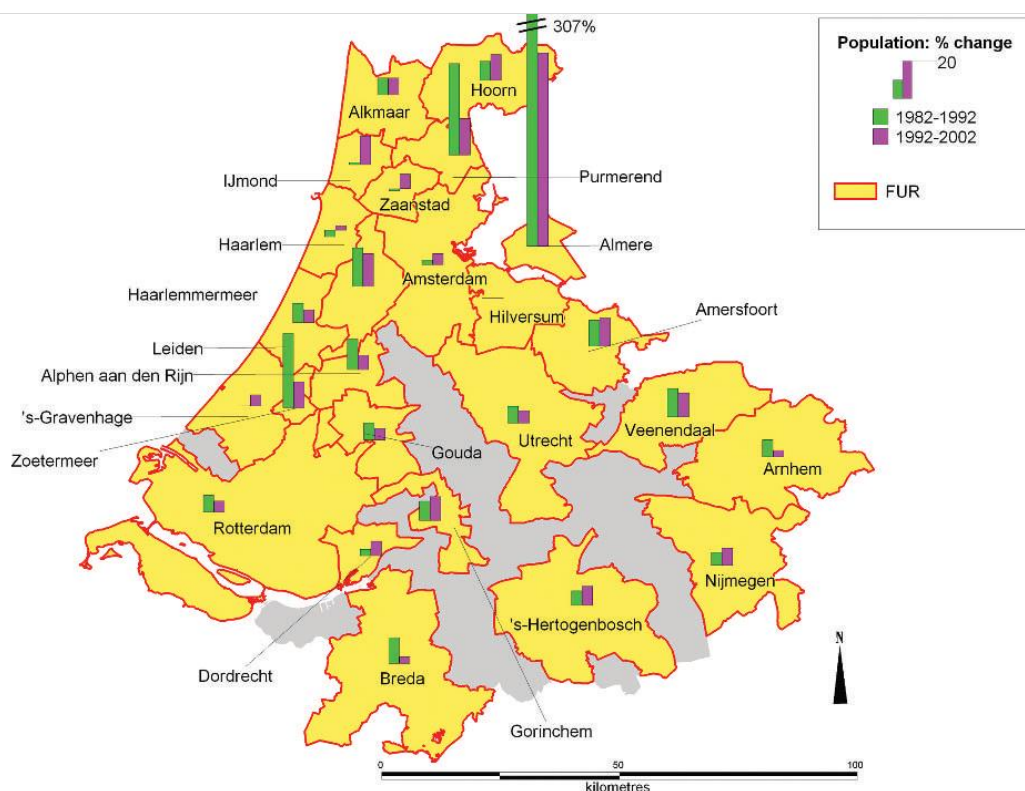 307%
Population: % change
20
1982-1992
1992-2002
FUR
Hoorn
Alkmaar
IJmond
Purmerend
Zaanstad
Haarlem
Almere
Amsterdam
Haarlemmermeer
Hilversum
Amersfoort
Leiden
Alphen aan den Rijn
's-Gravenhage
Utrecht
Veenendaal
Zoetermeer
Gouda
Arnhem
Rotterdam
Nijmegen
's-Hertogenbosch
N
Dordrecht
Breda
Gorinchem
0 50 100
kilometres